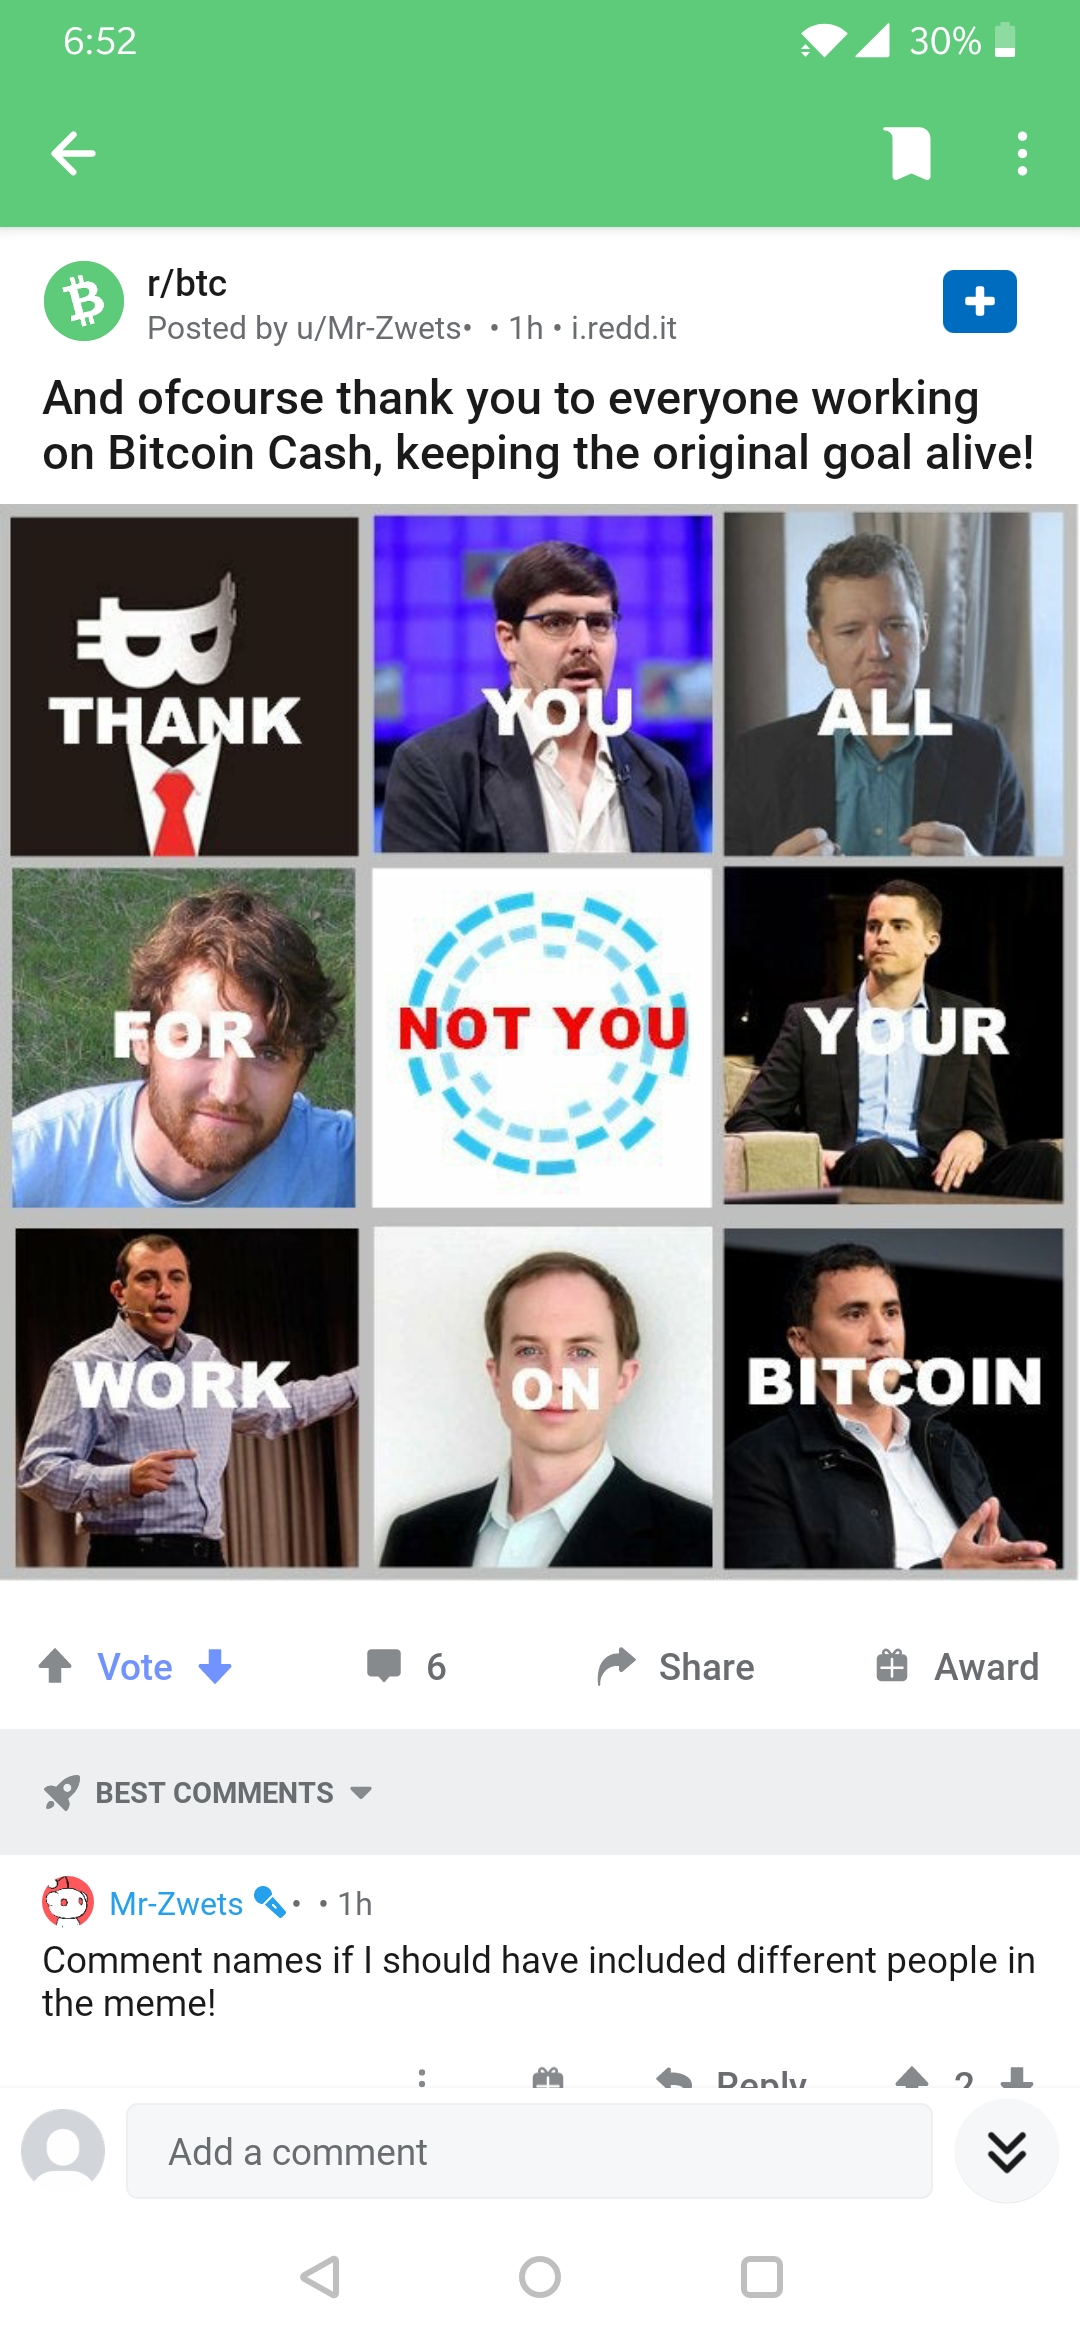 6:52
30%
r/btc
Posted by u/Mr-Zwets• • 1h • i.redd.it
And ofcourse thank you to everyone working
on Bitcoin Cash, keeping the original goal alive!
THANK
YOU
ALL
FOR
NOT YOU
YOUR
WORK
ON
BITCOIN
Vote
6
Share
Award
BEST COMMENTS
Mr-Zwets • • 1h
Comment names if I should have included different people in
the meme!
Reply
2
Add a comment